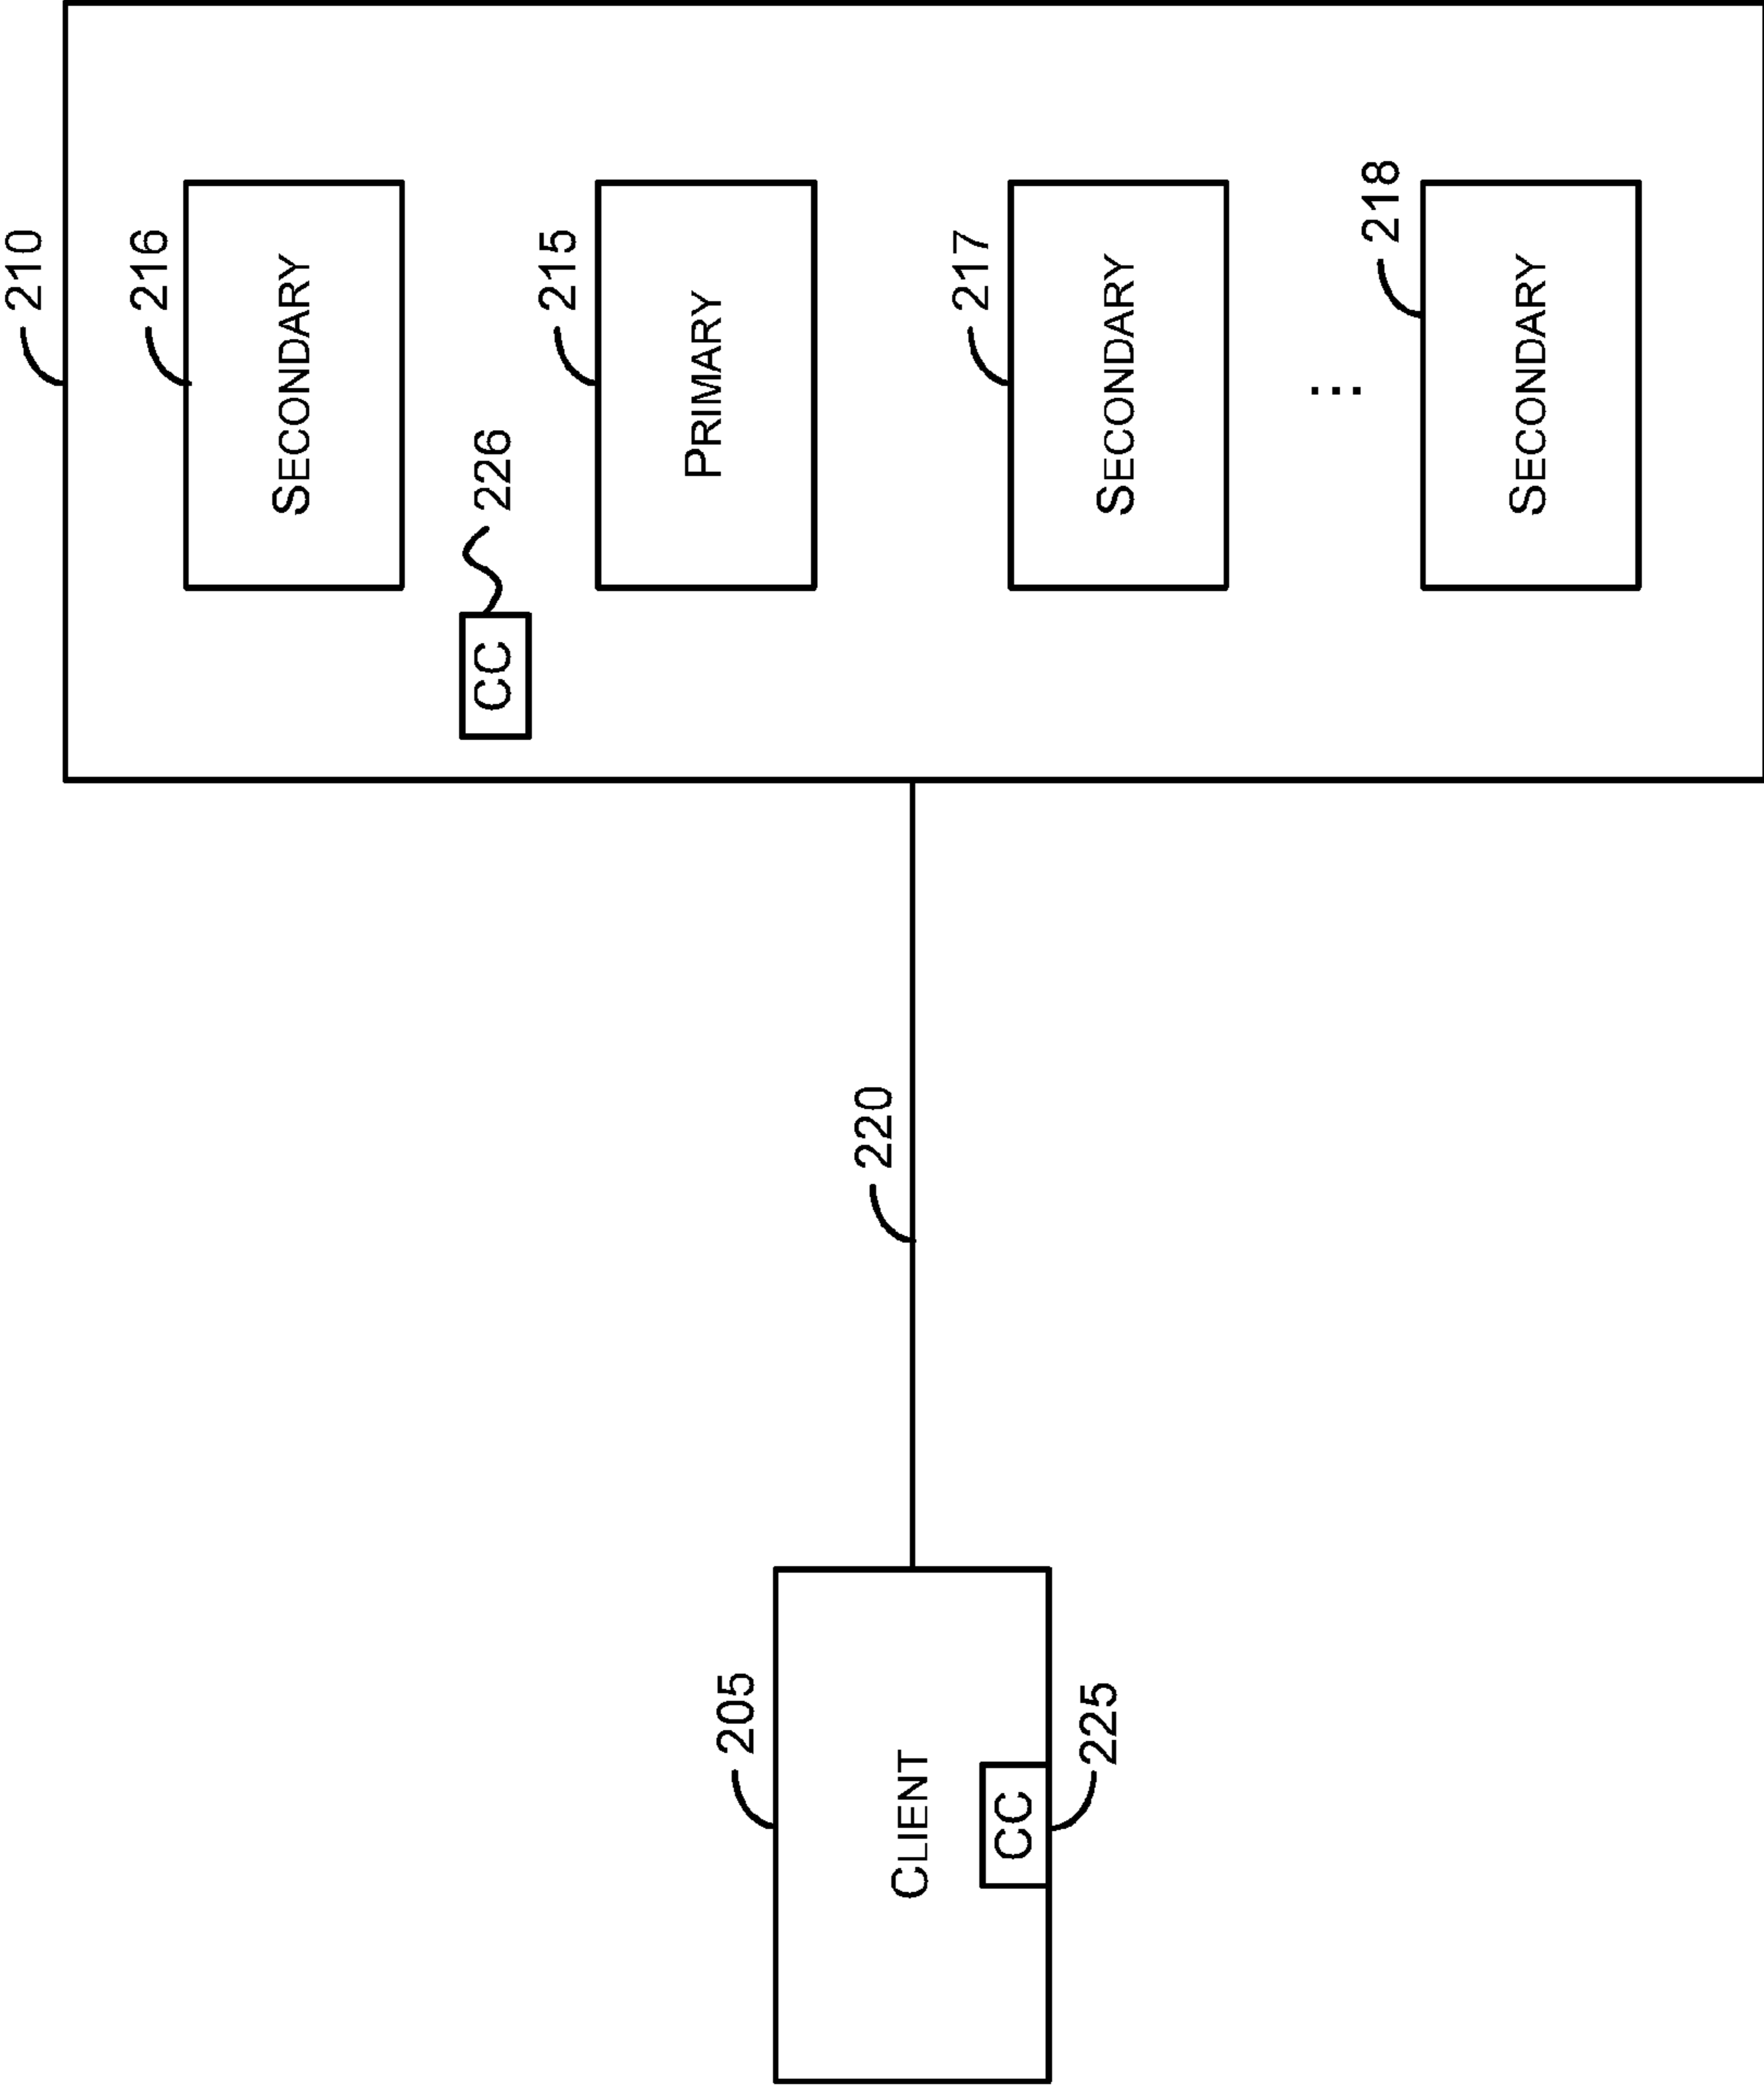 210
216
SECONDARY
CC 226
215
PRIMARY
205
220
CLIENT
217
CC
225
SECONDARY
...
218
SECONDARY